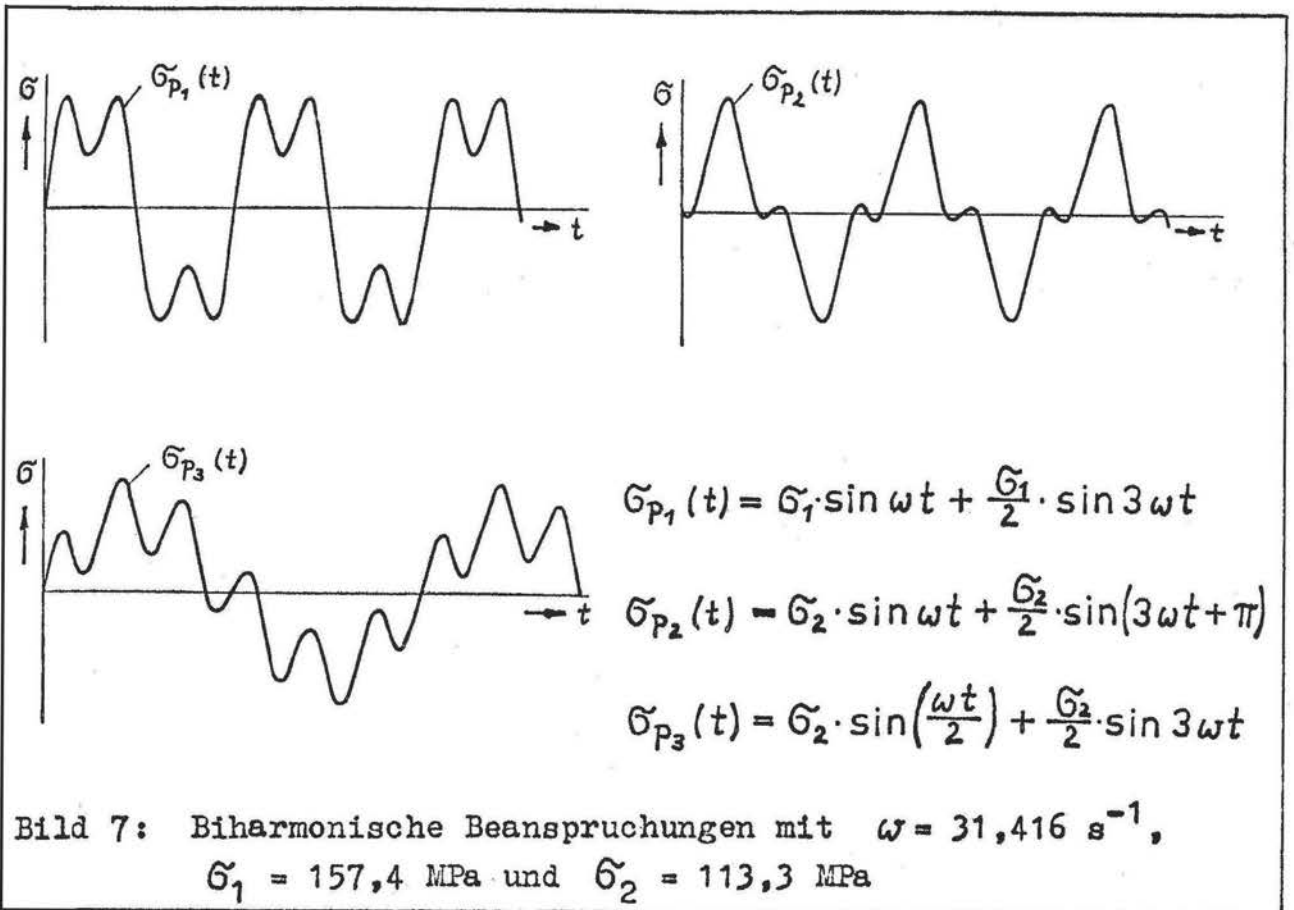 σ
σP₁(t)
t
σ
σP₂(t)
t
σ
σP₃(t)
t
σP₁(t) = σ₁·sin ωt + σ₁/2 · sin 3ωt
σP₂(t) = σ₂·sin ωt + σ₂/2 · sin(3ωt+π)
σP₃(t) = σ₂·sin(ωt/2) + σ₂/2 · sin 3ωt
Bild 7: Biharmonische Beanspruchungen mit ω = 31,416 s⁻¹,
σ₁ = 157,4 MPa und σ₂ = 113,3 MPa